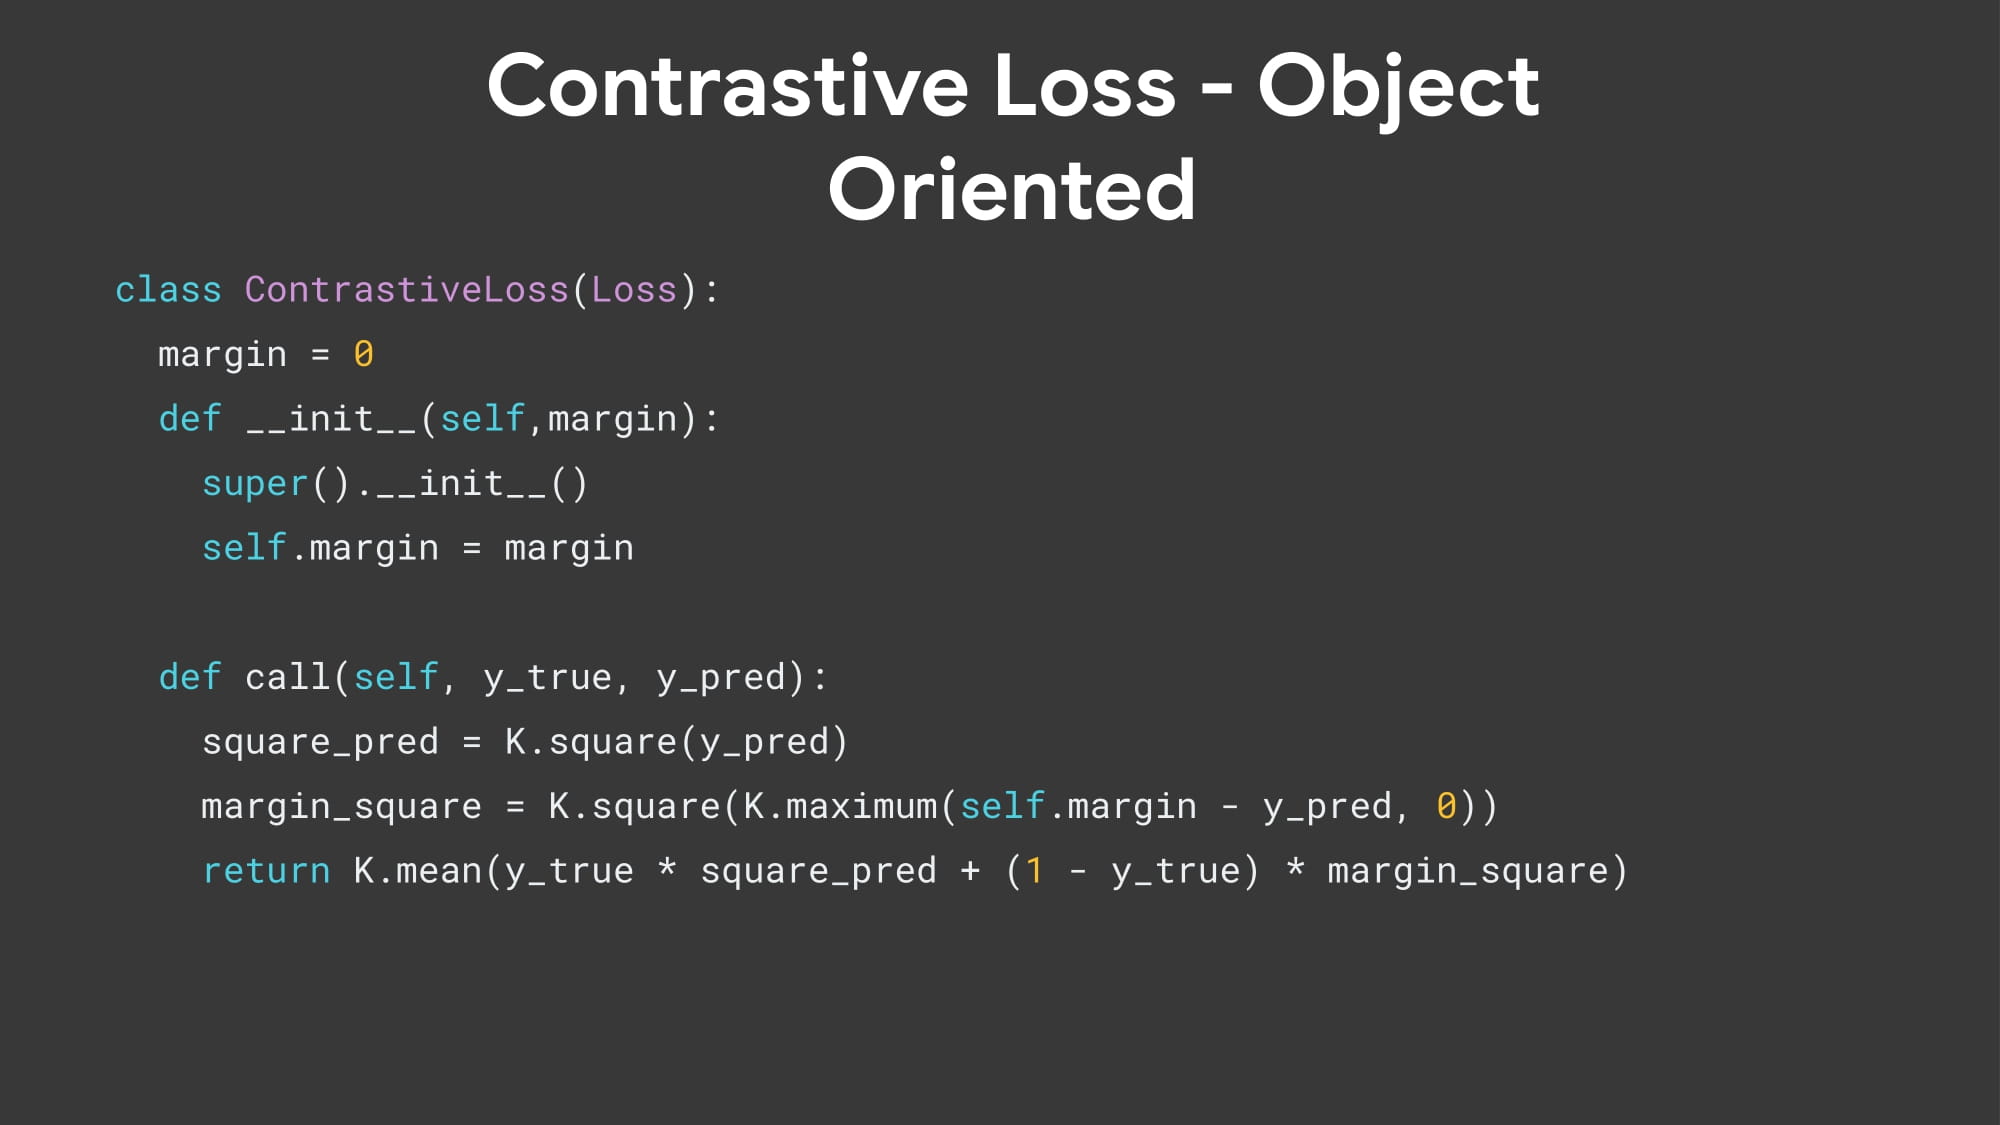 Contrastive Loss - Object
Oriented
class ContrastiveLoss(Loss):
  margin = 0
  def __init__(self,margin):
    super().__init__()
    self.margin = margin

  def call(self, y_true, y_pred):
    square_pred = K.square(y_pred)
    margin_square = K.square(K.maximum(self.margin - y_pred, 0))
    return K.mean(y_true * square_pred + (1 - y_true) * margin_square)